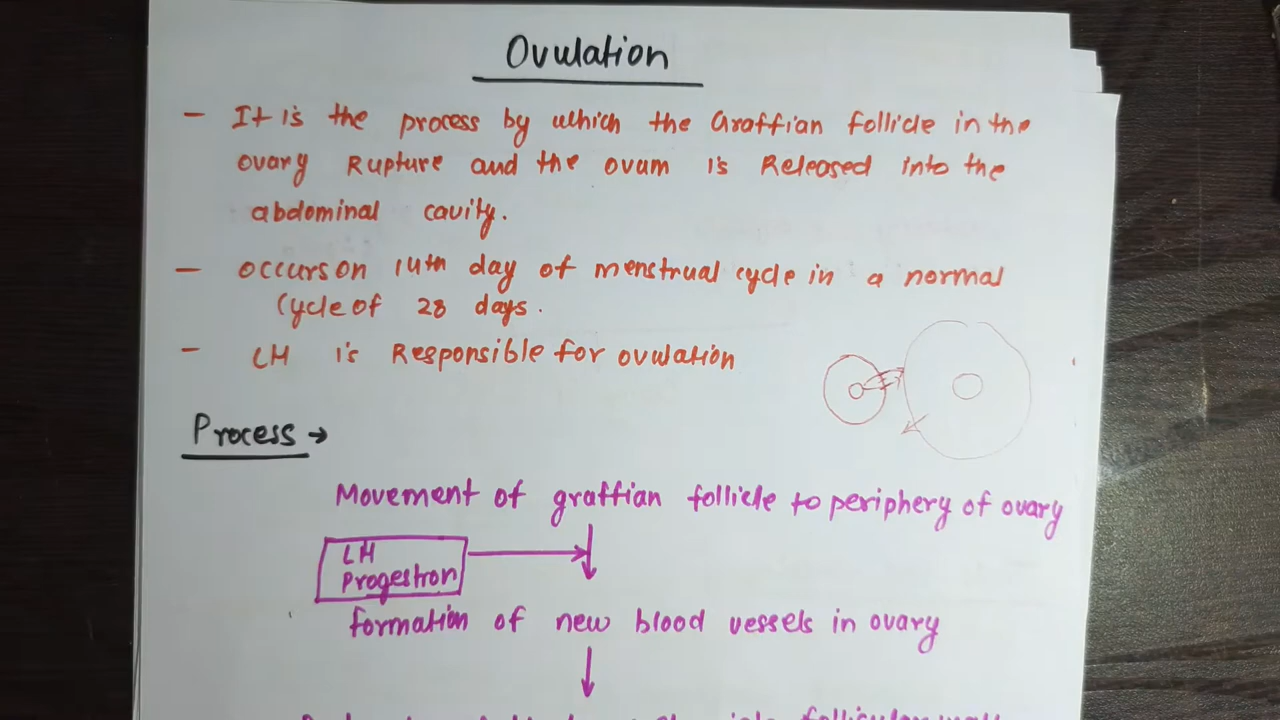 Ovulation
- It is the process by which the Graffian follicle in the
ovary Rupture and the ovam is Released into the
abdominal cavity.
- occurs on 14th day of menstrual cycle in a normal
Cycle of 28 days.
- LH is Responsible for ovulation
Process →
Movement of graffian follicle to periphery of ovary
LH
Progestron
formation of new blood vessels in ovary